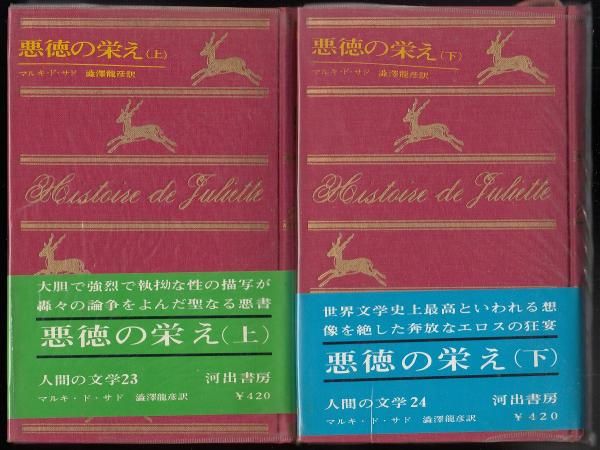 悪徳の栄え(上)
マルキ・ド・サド 澁澤龍彦訳
Histoire de Juliette
大胆で強烈で執拗な性の描写が
轟々の論争をよんだ聖なる悪書
悪徳の栄え(上)
人間の文学23 河出書房
マルキ・ド・サド 澁澤龍彦訳 ¥420
悪徳の栄え(下)
マルキ・ド・サド 澁澤龍彦訳
Histoire de Juliette
世界文学史上最高といわれる想
像を絶した奔放なエロスの狂宴
悪徳の栄え(下)
人間の文学24 河出書房
マルキ・ド・サド 澁澤龍彦訳 ¥420